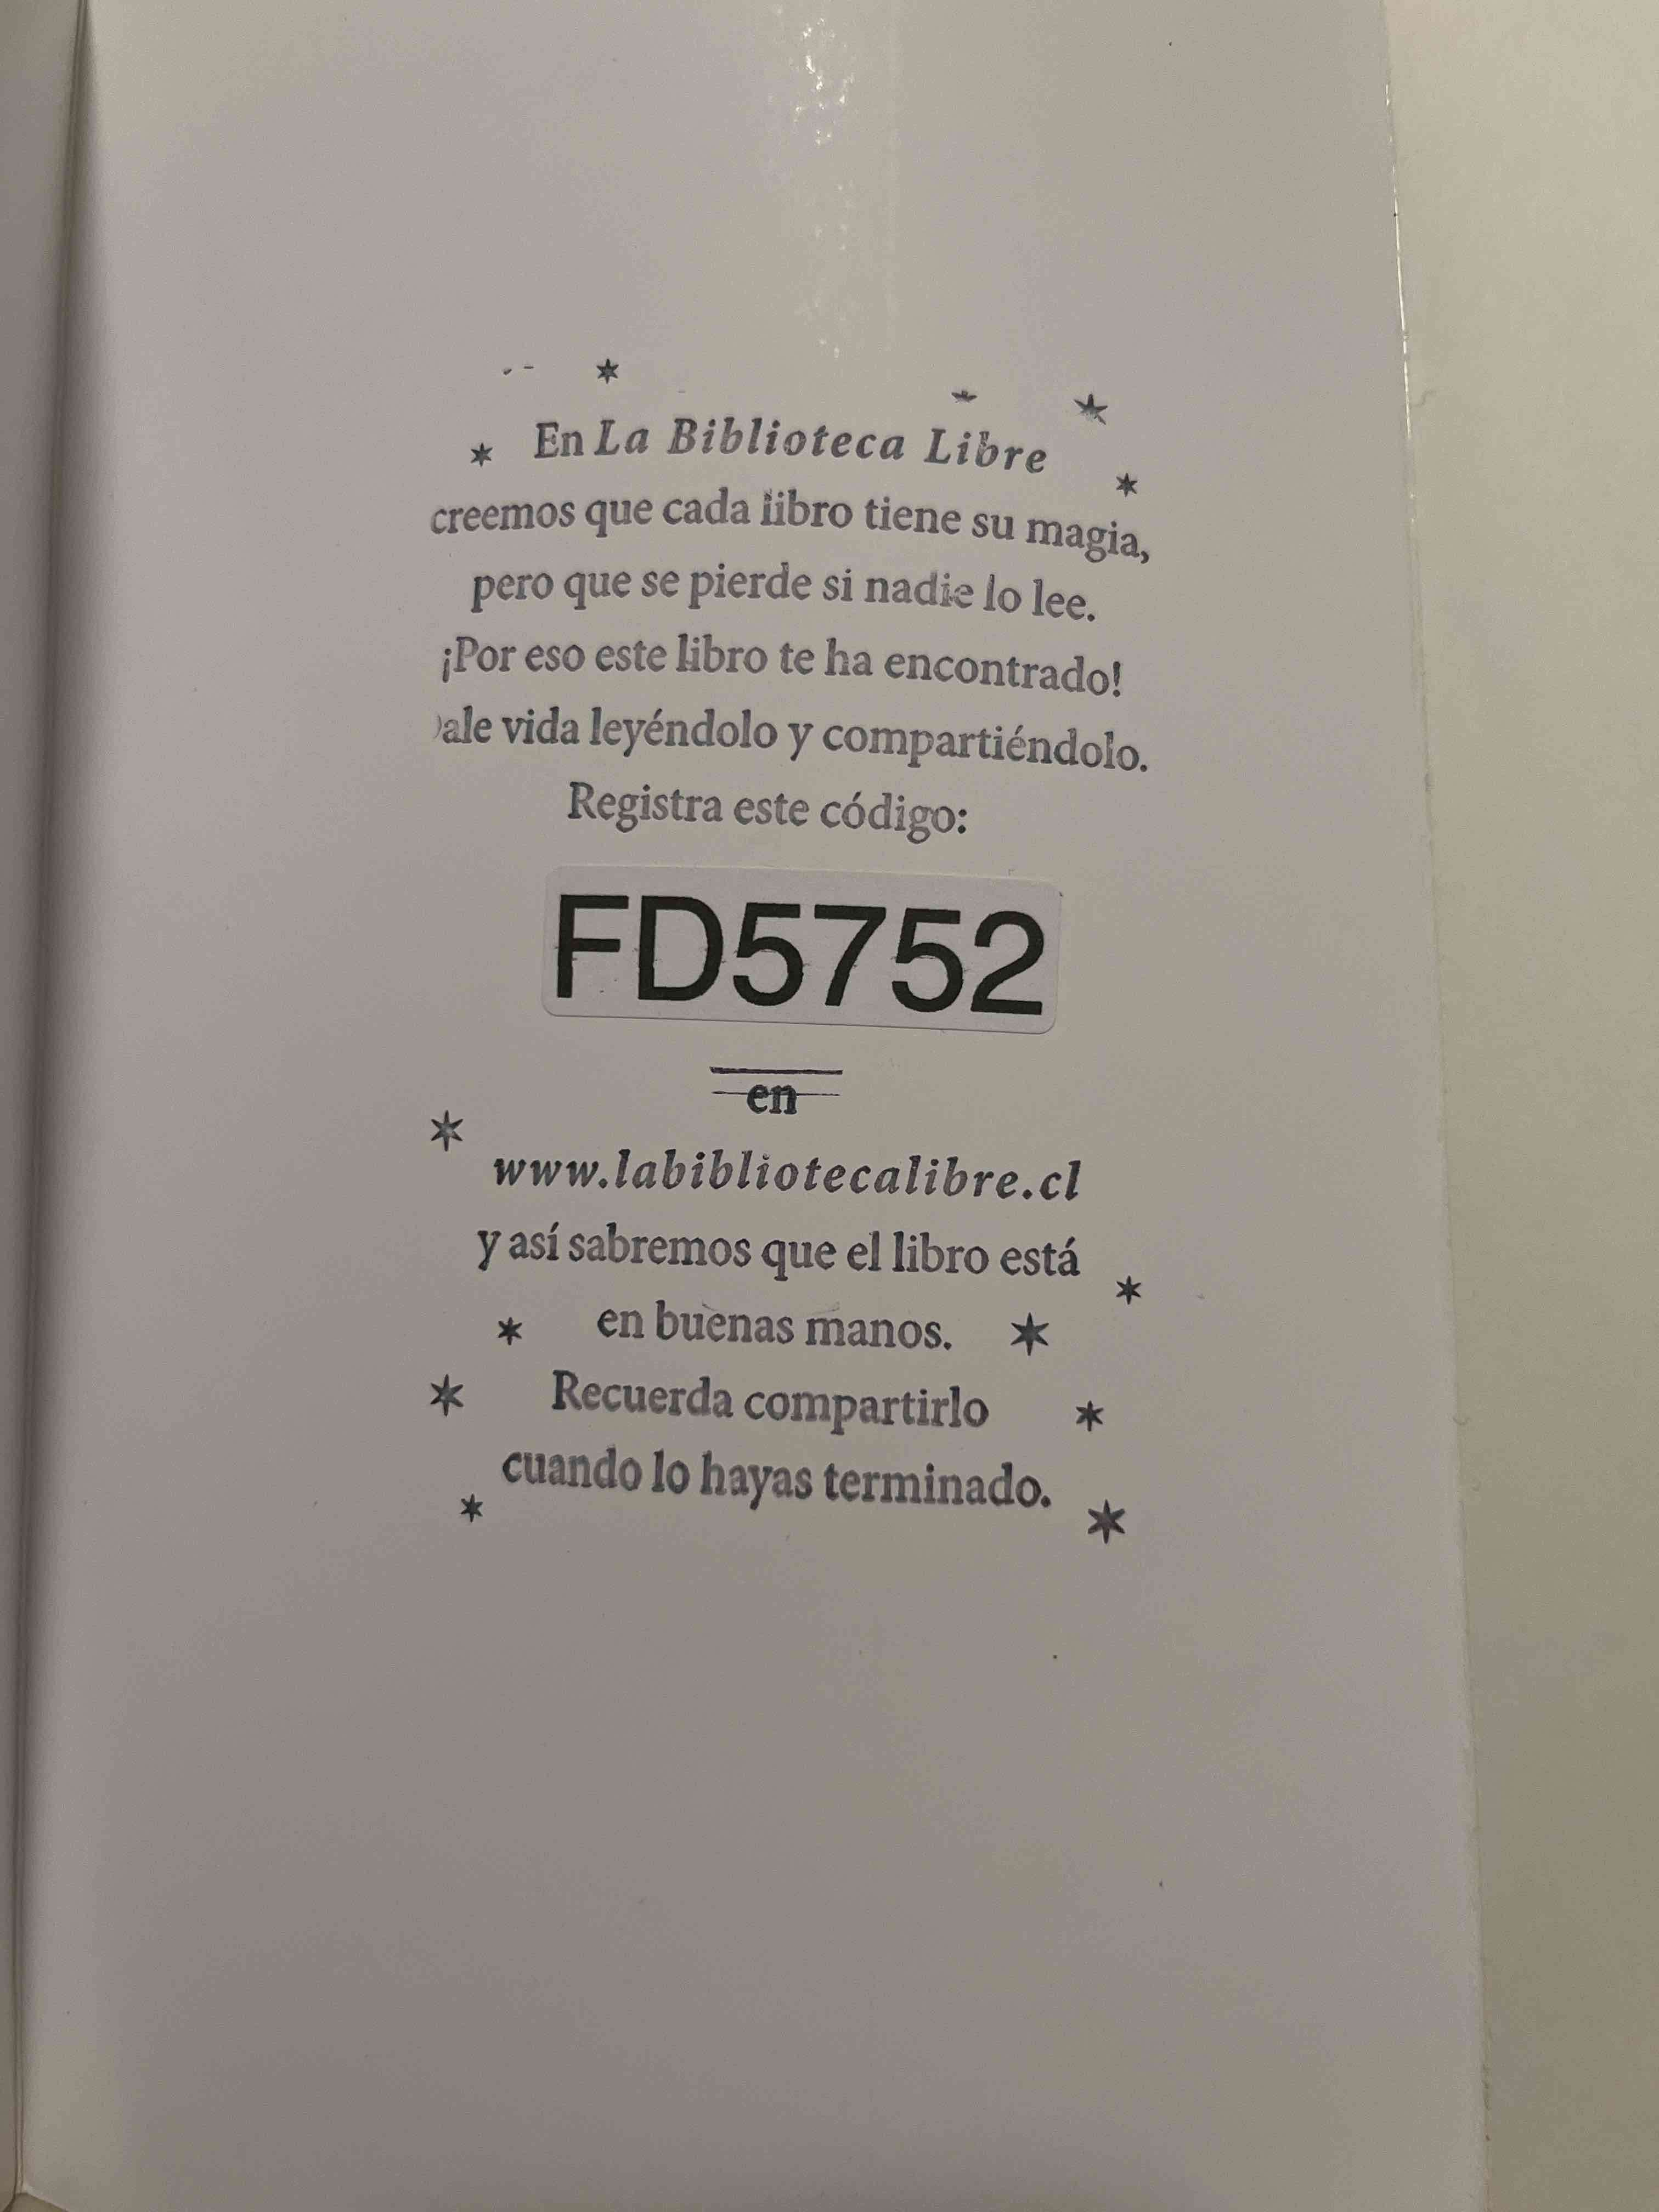 En La Biblioteca Libre
creemos que cada libro tiene su magia,
pero que se pierde si nadie lo lee.
¡Por eso este libro te ha encontrado!
Dale vida leyéndolo y compartiéndolo.
Registra este código:
FD5752
en
www.labibliotecalibre.cl
y así sabremos que el libro está
en buenas manos.
Recuerda compartirlo
cuando lo hayas terminado.